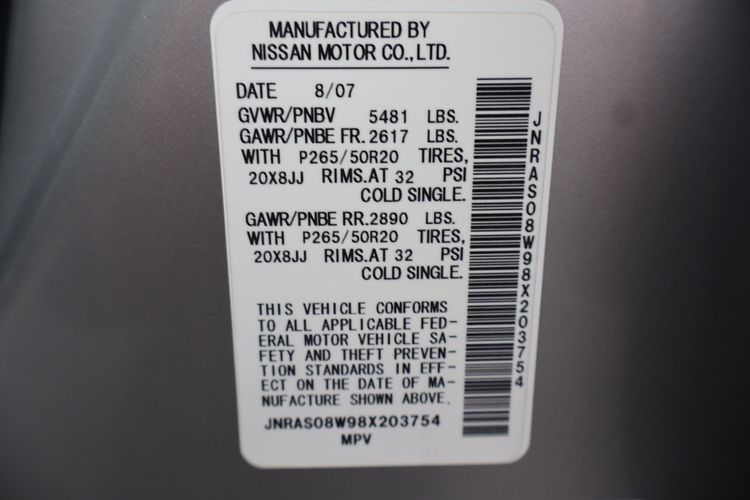 MANUFACTURED BY
NISSAN MOTOR CO.,LTD.
DATE 8/07
GVWR/PNBV 5481 LBS.
GAWR/PNBE FR. 2617 LBS.
WITH P265/50R20 TIRES,
20X8JJ RIMS.AT 32 PSI
COLD SINGLE.
GAWR/PNBE RR. 2890 LBS.
WITH P265/50R20 TIRES,
20X8JJ RIMS.AT 32 PSI
COLD SINGLE.
THIS VEHICLE CONFORMS
TO ALL APPLICABLE FED-
ERAL MOTOR VEHICLE SA-
FETY AND THEFT PREVEN-
TION STANDARDS IN EFF-
ECT ON THE DATE OF MA-
NUFACTURE SHOWN ABOVE.
JNRAS08W98X203754
MPV
JNRAS08W98X203754